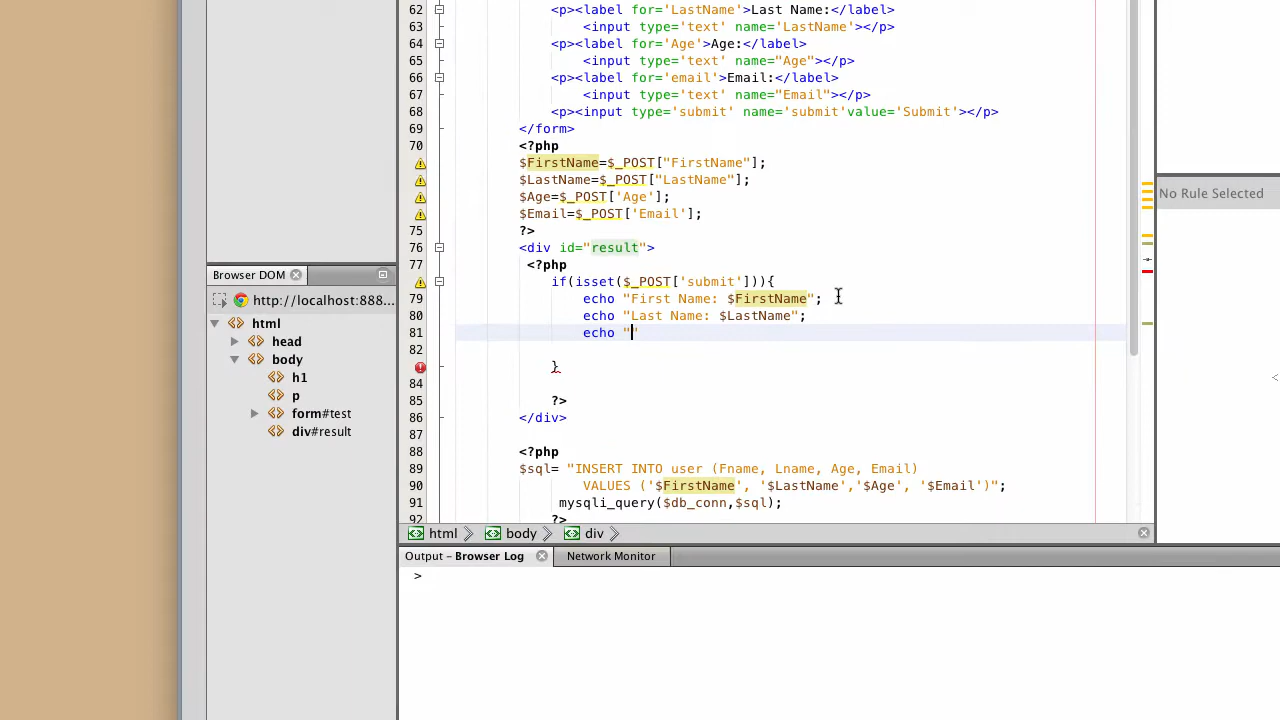 62 <p><label for='LastName'>Last Name:</label>
63 <input type='text' name='LastName'></p>
64 <p><label for='Age'>Age:</label>
65 <input type='text' name="Age"></p>
66 <p><label for='email'>Email:</label>
67 <input type='text' name="Email"></p>
68 <p><input type='submit' name='submit'value='Submit'></p>
69 </form>
70 <?php
$FirstName=$_POST["FirstName"];
$LastName=$_POST["LastName"];
$Age=$_POST['Age'];
$Email=$_POST['Email'];
75 ?>
76 <div id="result">
77 <?php
if(isset($_POST['submit'])){
79 echo "First Name: $FirstName";
80 echo "Last Name: $LastName";
81 echo ""
82
}
84
85 ?>
86 </div>
87
88 <?php
89 $sql= "INSERT INTO user (Fname, Lname, Age, Email)
90 VALUES ('$FirstName', '$LastName','$Age', '$Email')";
91 mysqli_query($db_conn,$sql);
92 ?>
html body div
Browser DOM
http://localhost:888...
html
head
body
h1
p
form#test
div#result
Output - Browser Log Network Monitor
>
No Rule Selected
<